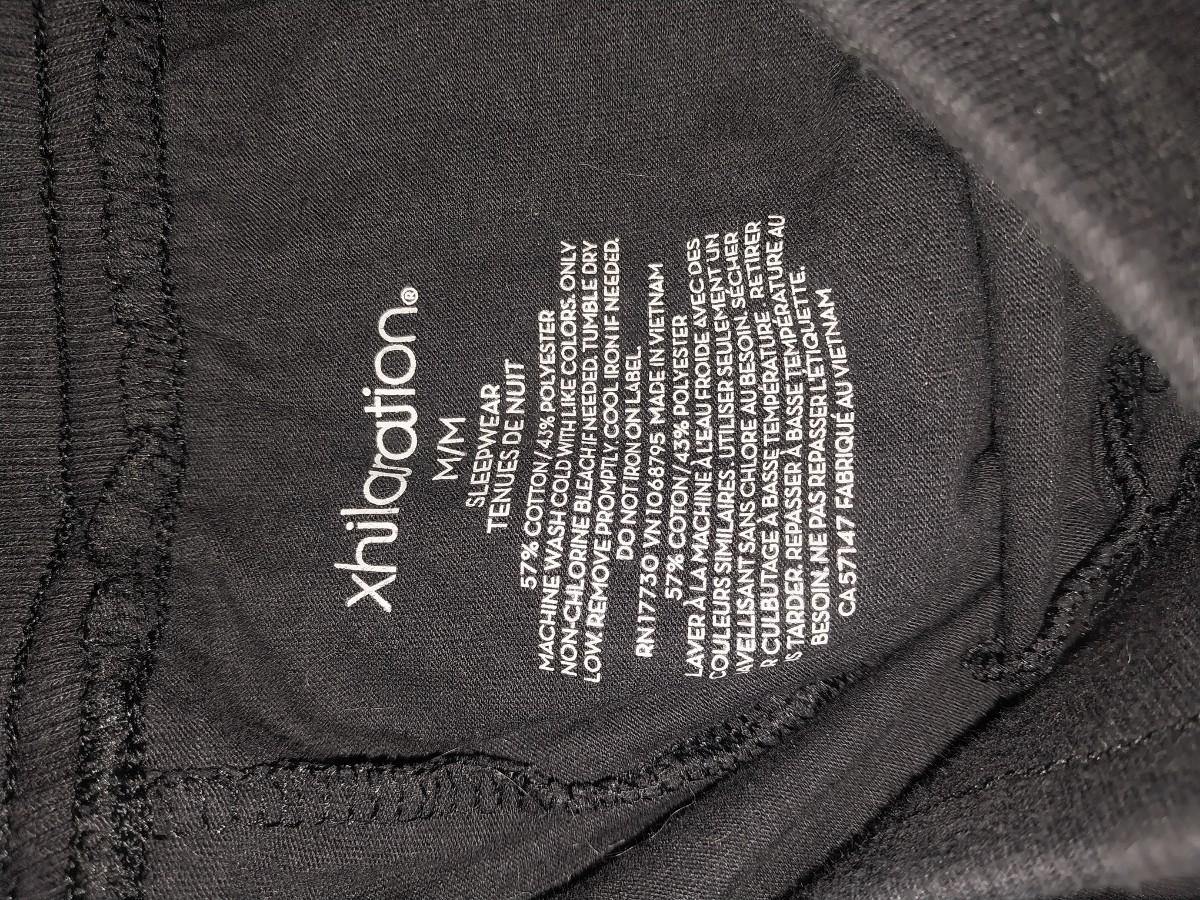 xhilaration®
M/M
SLEEPWEAR
TENUES DE NUIT
57% COTTON / 43% POLYESTER
MACHINE WASH COLD WITH LIKE COLORS. ONLY
NON-CHLORINE BLEACH IF NEEDED. TUMBLE DRY
LOW. REMOVE PROMPTLY. COOL IRON IF NEEDED.
DO NOT IRON ON LABEL.
RN 17730 VN1068795 MADE IN VIETNAM
57% COTON / 43% POLYESTER
LAVER À LA MACHINE À L'EAU FROIDE AVEC DES
COULEURS SIMILAIRES. UTILISER SEULEMENT UN
AVELLISANT SANS CHLORE AU BESOIN. SÉCHER
R CULBUTAGE À BASSE TEMPÉRATURE . RETIRER
S TARDER. REPASSER À BASSE TEMPÉRATURE AU
BESOIN. NE PAS REPASSER L'ÉTIQUETTE.
CA 57147 FABRIQUÉ AU VIETNAM